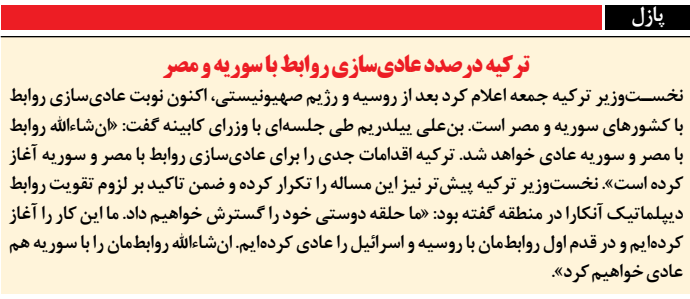 پازل
ترکیه درصدد عادی‌سازی روابط با سوریه و مصر
نخســت‌وزیر ترکیه جمعه اعلام کرد بعد از روسیه و رژیم صهیونیستی، اکنون نوبت عادی‌سازی روابط
با کشورهای سوریه و مصر است. بن‌علی ییلدریم طی جلسه‌ای با وزرای کابینه گفت: «ان‌شاءالله روابط
با مصر و سوریه عادی خواهد شد. ترکیه اقدامات جدی را برای عادی‌سازی روابط با مصر و سوریه آغاز
کرده است». نخست‌وزیر ترکیه پیش‌تر نیز این مساله را تکرار کرده و ضمن تاکید بر لزوم تقویت روابط
دیپلماتیک آنکارا در منطقه گفته بود: «ما حلقه دوستی خود را گسترش خواهیم داد. ما این کار را آغاز
کرده‌ایم و در قدم اول روابط‌مان با روسیه و اسرائیل را عادی کرده‌ایم. ان‌شاءالله روابط‌مان را با سوریه هم
عادی خواهیم کرد».